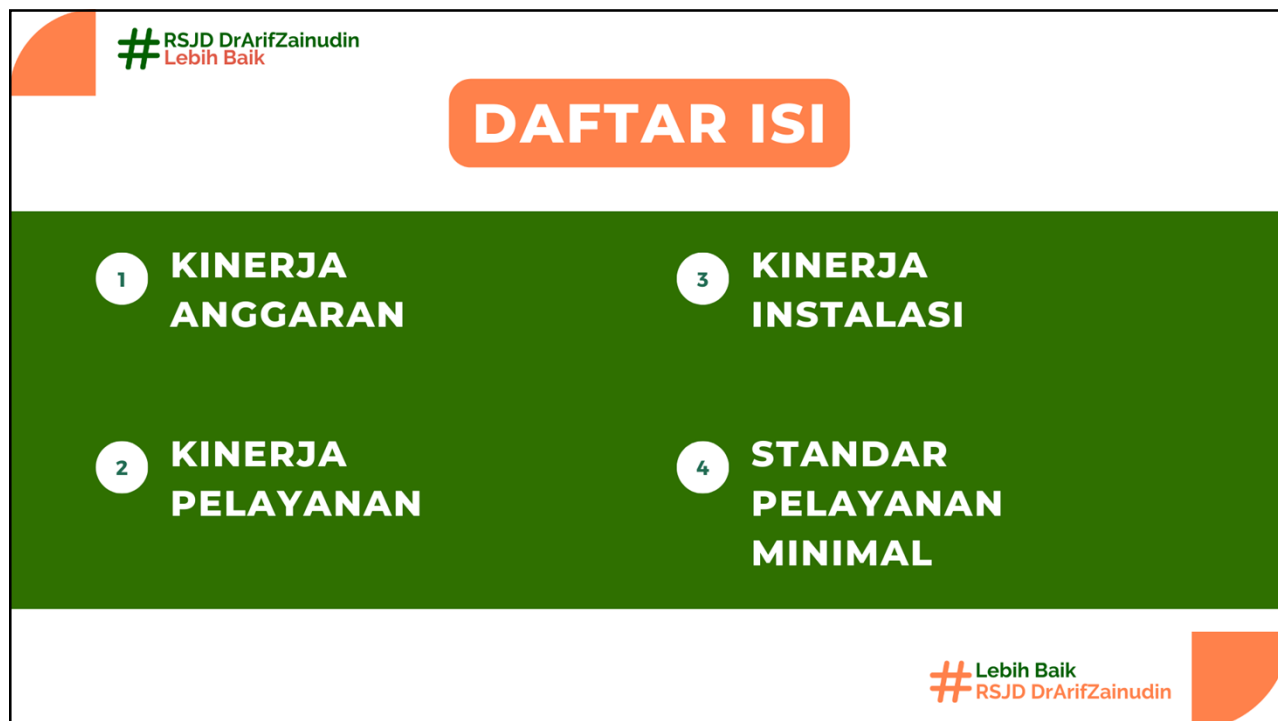 #RSJD DrArifZainudin
Lebih Baik
DAFTAR ISI
1
KINERJA
ANGGARAN
2
KINERJA
PELAYANAN
3
KINERJA
INSTALASI
4
STANDAR
PELAYANAN
MINIMAL
#Lebih Baik
RSJD DrArifZainudin